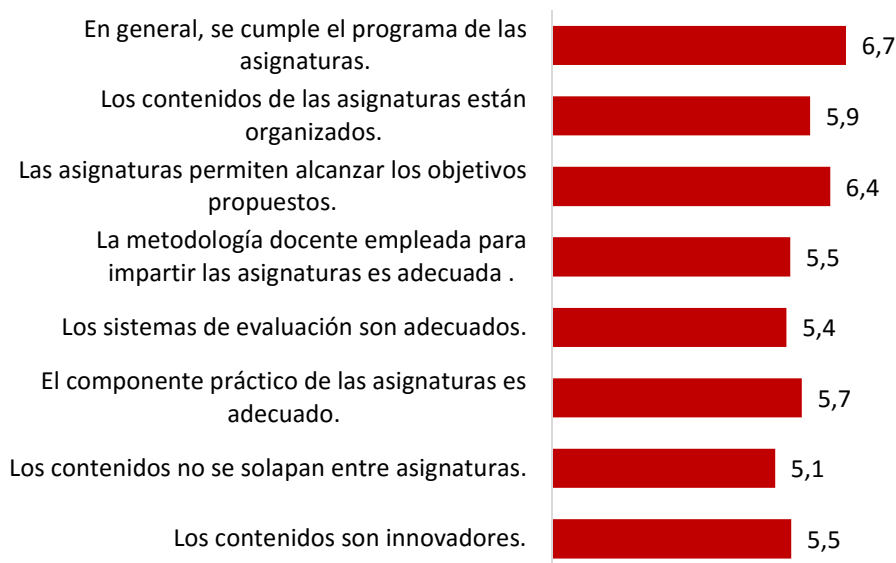 En general, se cumple el programa de las
asignaturas.
6,7
Los contenidos de las asignaturas están
organizados.
5,9
Las asignaturas permiten alcanzar los objetivos
propuestos.
6,4
La metodología docente empleada para
impartir las asignaturas es adecuada .
5,5
Los sistemas de evaluación son adecuados.
5,4
El componente práctico de las asignaturas es
adecuado.
5,7
Los contenidos no se solapan entre asignaturas.
5,1
Los contenidos son innovadores.
5,5